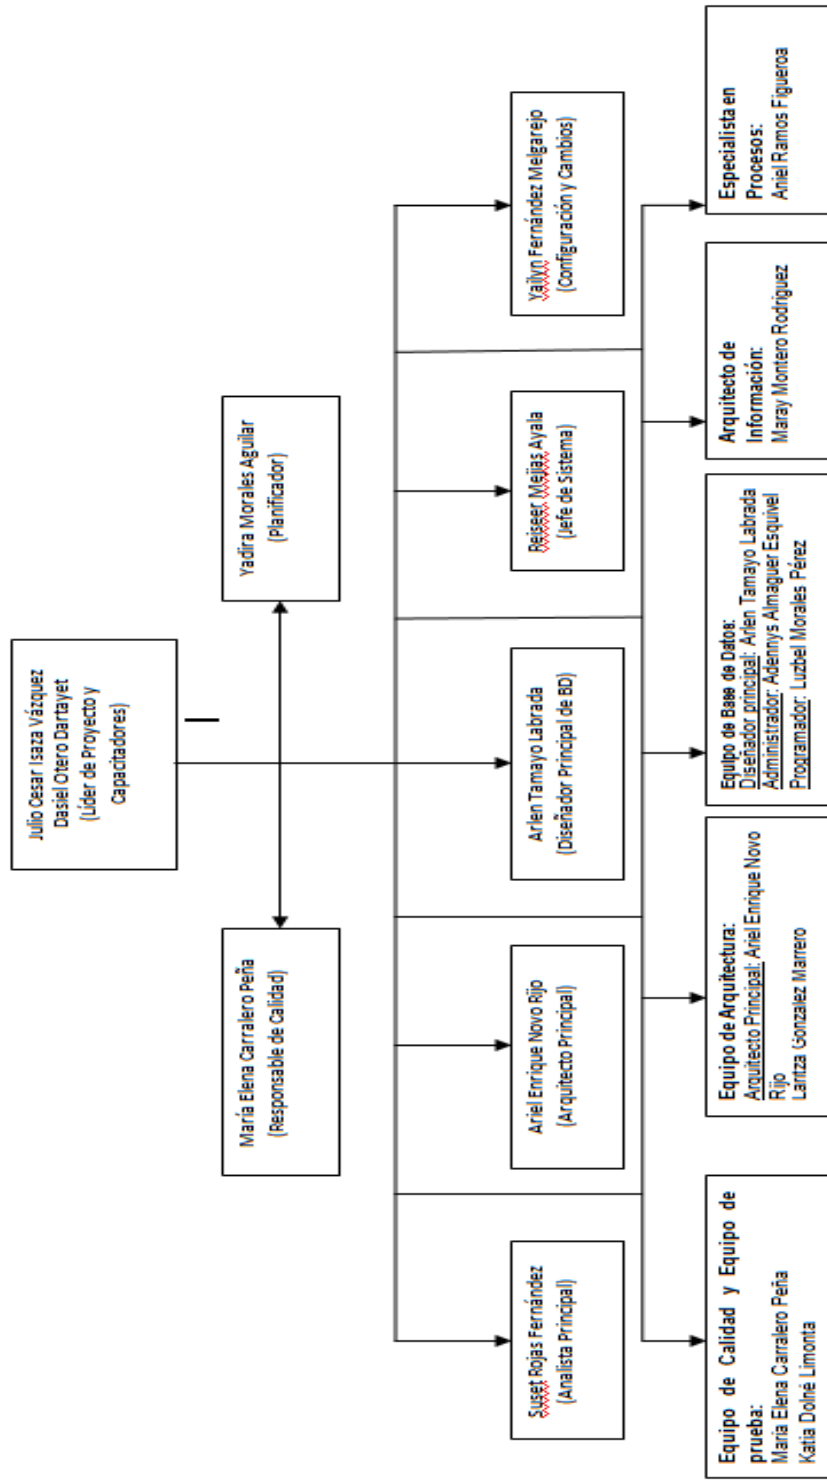 Julio Cesar Isaza Vázquez
Dasiel Otero Dartayet
(Líder de Proyecto y
Capacitadores)
María Elena Carralero Peña
(Responsable de Calidad)
Yadira Morales Aguilar
(Planificador)
Suset Rojas Fernández
(Analista Principal)
Ariel Enrique Novo Rijo
(Arquitecto Principal)
Arlen Tamayo Labrada
(Diseñador Principal de BD)
Reiseer Mejias Ayala
(Jefe de Sistema)
Yailyn Fernández Melgarejo
(Configuración y Cambios)
Equipo de Calidad y Equipo de
prueba:
Maria Elena Carralero Peña
Katia Dolné Limonta
Equipo de Arquitectura:
Arquitecto Principal: Ariel Enrique Novo
Rijo
Laritza Gonzalez Marrero
Equipo de Base de Datos:
Diseñador principal: Arlen Tamayo Labrada
Administrador: Adennys Almaguer Esquivel
Programador: Luzbel Morales Pérez
Arquitecto de
Información:
Maray Montero Rodríguez
Especialista en
Procesos:
Aniel Ramos Figueroa